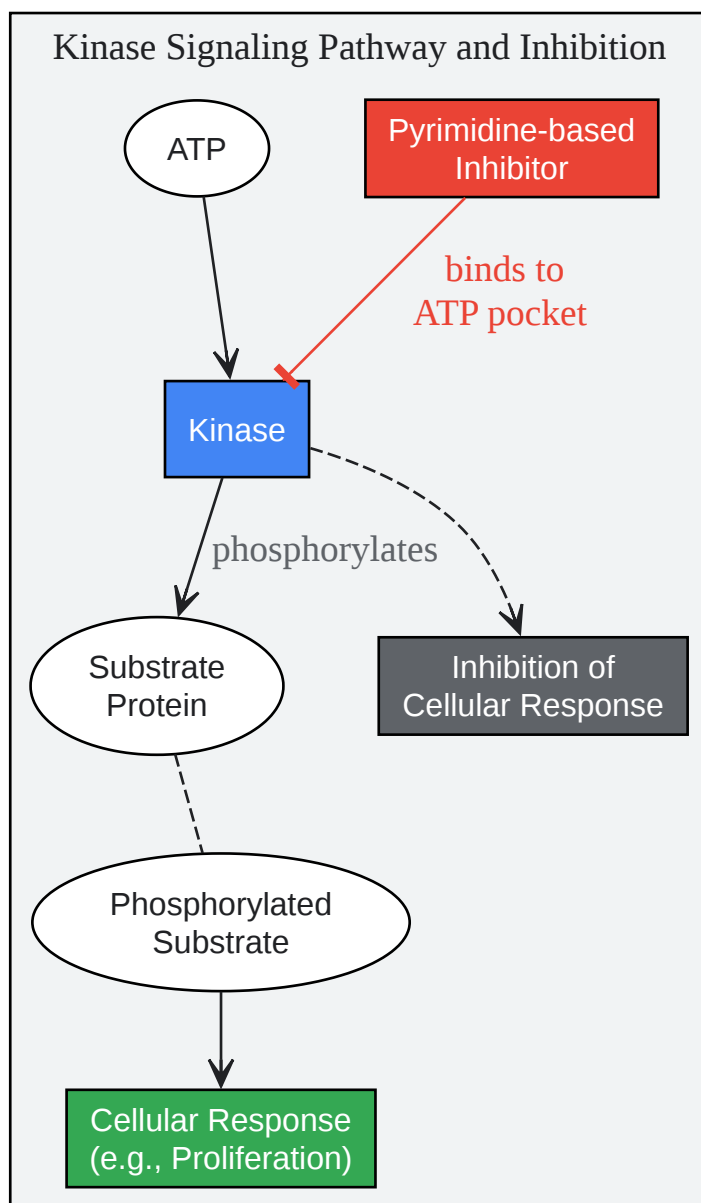 Kinase Signaling Pathway and Inhibition
ATP
Pyrimidine-based
Inhibitor
binds to
ATP pocket
Kinase
phosphorylates
Substrate
Protein
Inhibition of
Cellular Response
Phosphorylated
Substrate
Cellular Response
(e.g., Proliferation)